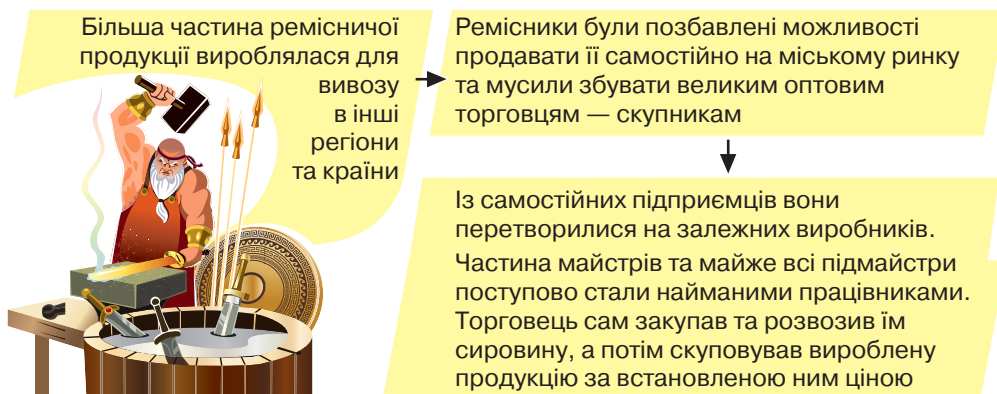 Більша частина ремісничої
продукції вироблялася для
вивозу
в інші
регіони
та країни
Ремісники були позбавлені можливості
продавати її самостійно на міському ринку
та мусили збувати великим оптовим
торговцям — скупникам
Із самостійних підприємців вони
перетворилися на залежних виробників.
Частина майстрів та майже всі підмайстри
поступово стали найманими працівниками.
Торговець сам закупав та розвозив їм
сировину, а потім скуповував вироблену
продукцію за встановленою ним ціною